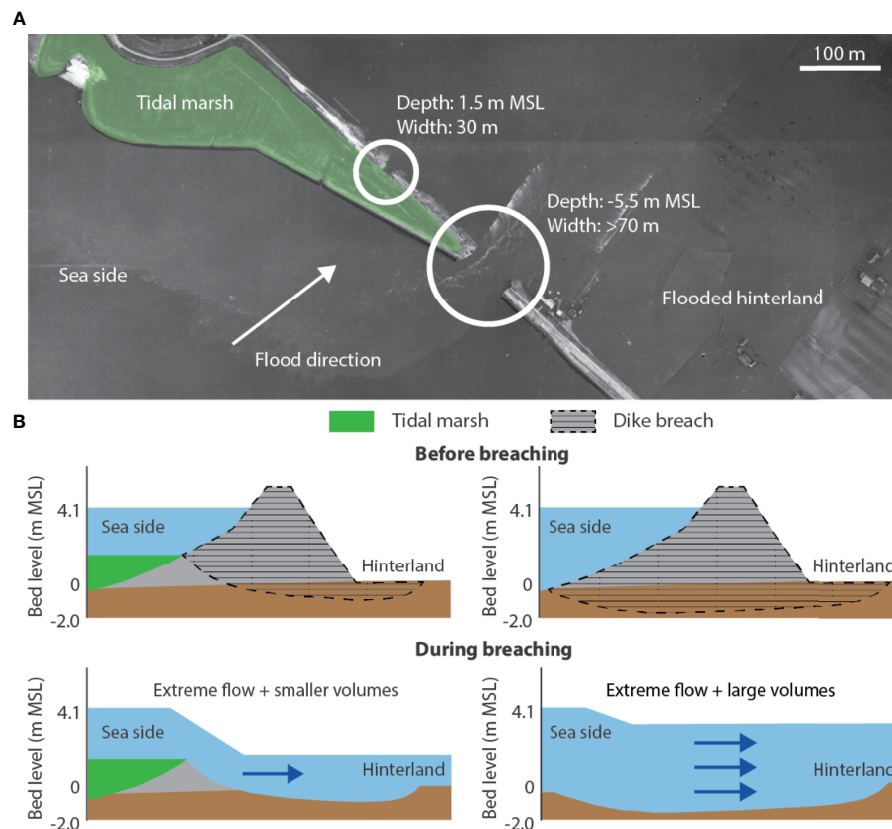 A
100 m
Tidal marsh
Depth: 1.5 m MSL
Width: 30 m
Depth: -5.5 m MSL
Width: >70 m
Sea side
Flooded hinterland
Flood direction
B
Tidal marsh
Dike breach
Before breaching
Bed level (m MSL)
4.1
0
-2.0
Sea side
Hinterland
Bed level (m MSL)
4.1
0
-2.0
Sea side
Hinterland
During breaching
Extreme flow + smaller volumes
Bed level (m MSL)
4.1
0
-2.0
Sea side
Hinterland
Extreme flow + large volumes
Bed level (m MSL)
4.1
0
-2.0
Sea side
Hinterland